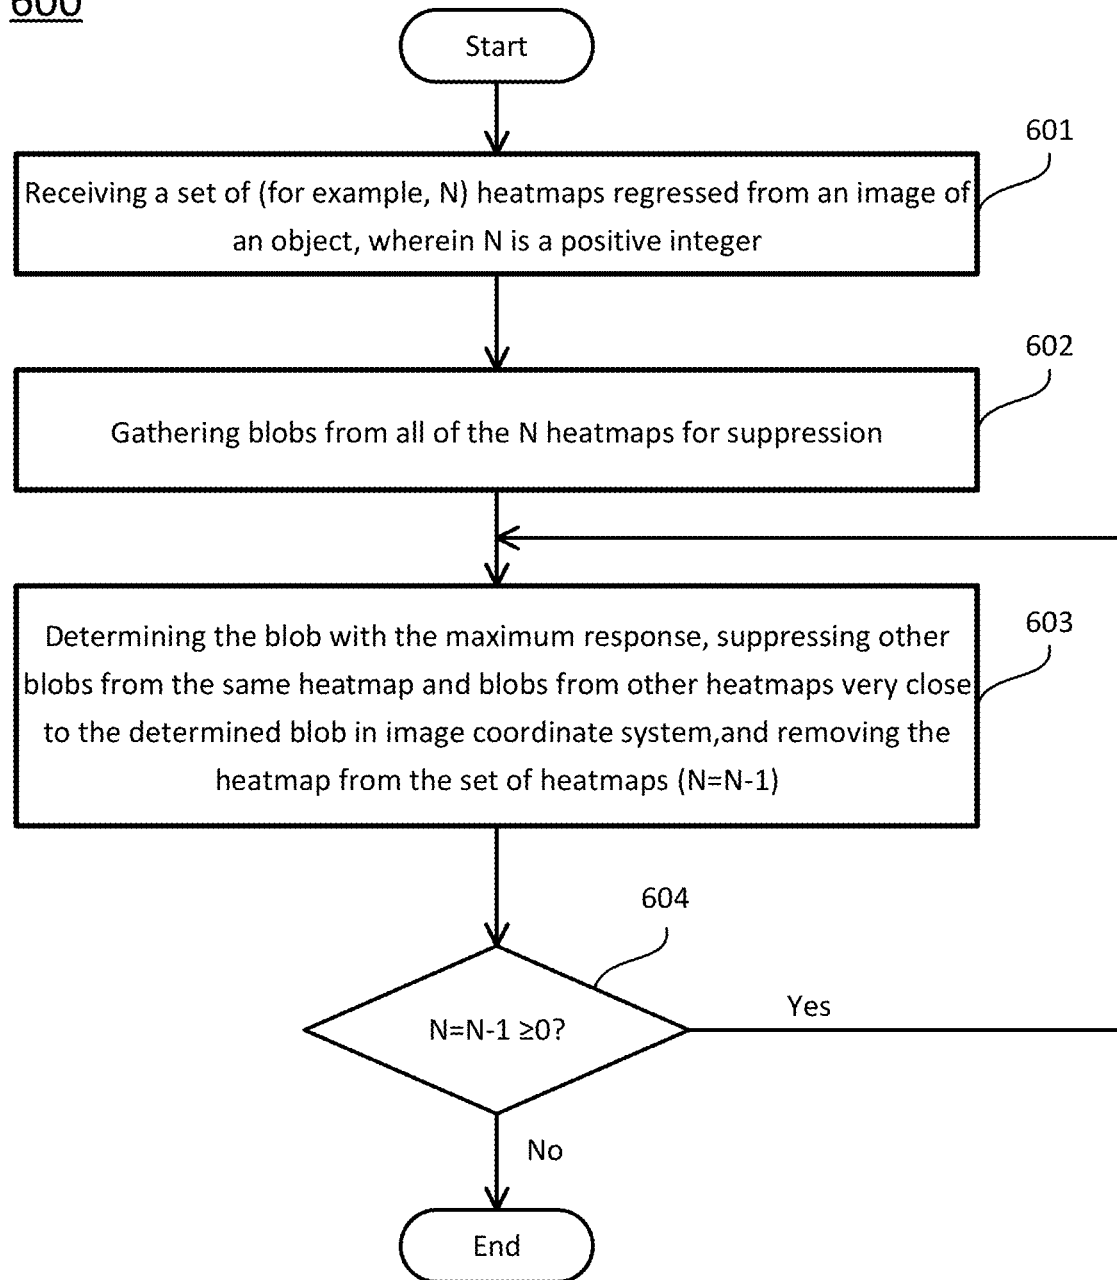 600
Start
601
Receiving a set of (for example, N) heatmaps regressed from an image of
an object, wherein N is a positive integer
602
Gathering blobs from all of the N heatmaps for suppression
603
Determining the blob with the maximum response, suppressing other
blobs from the same heatmap and blobs from other heatmaps very close
to the determined blob in image coordinate system,and removing the
heatmap from the set of heatmaps (N=N-1)
604
N=N-1 ≥0?
Yes
No
End